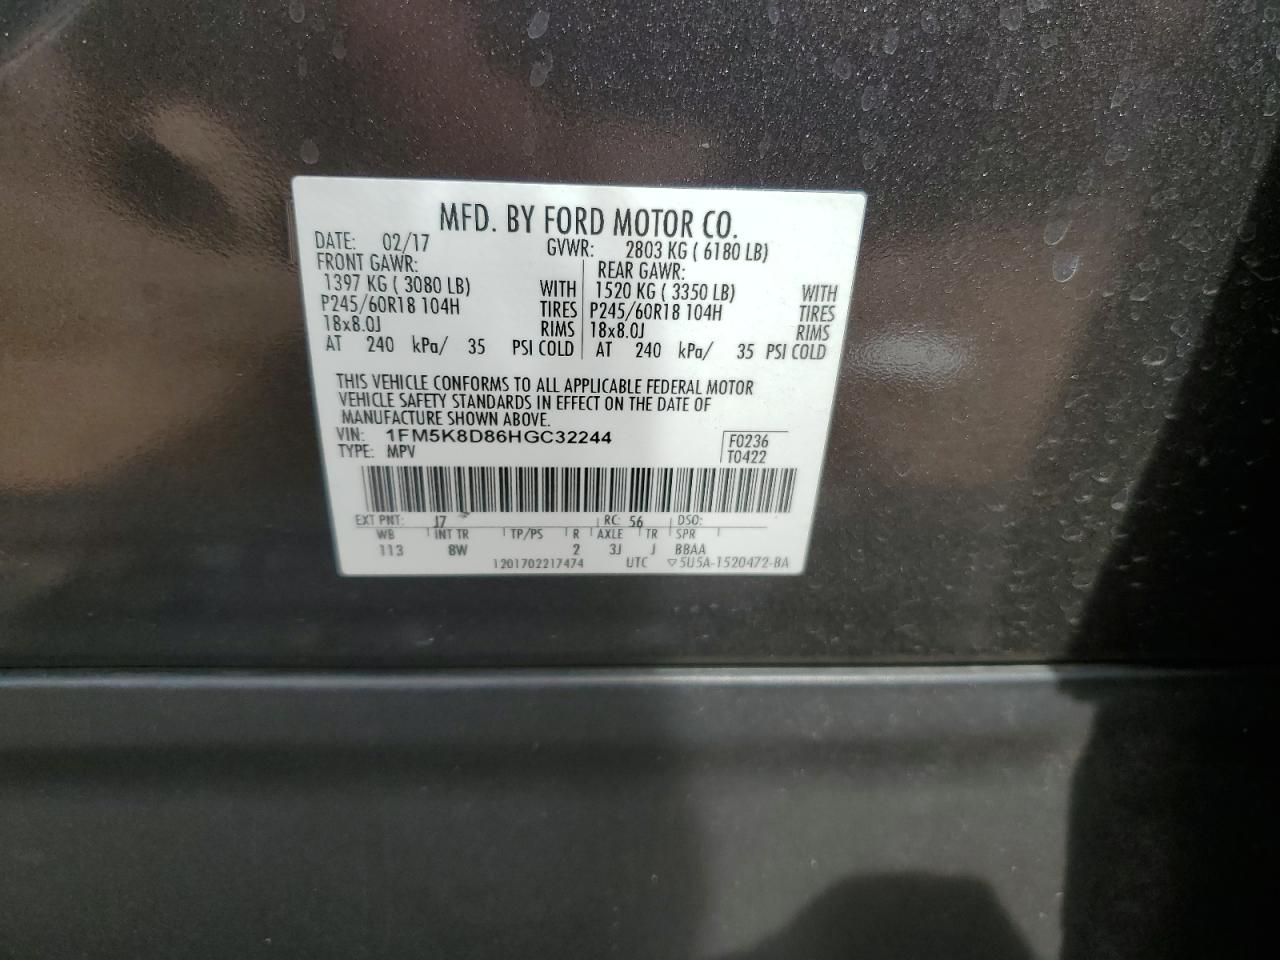 MFD. BY FORD MOTOR CO.
DATE: 02/17 GVWR: 2803 KG ( 6180 LB)
FRONT GAWR: REAR GAWR:
1397 KG ( 3080 LB) WITH 1520 KG ( 3350 LB) WITH
P245/60R18 104H TIRES P245/60R18 104H TIRES
18x8.0J RIMS 18x8.0J RIMS
AT 240 kPa/ 35 PSI COLD AT 240 kPa/ 35 PSI COLD
THIS VEHICLE CONFORMS TO ALL APPLICABLE FEDERAL MOTOR
VEHICLE SAFETY STANDARDS IN EFFECT ON THE DATE OF
MANUFACTURE SHOWN ABOVE.
VIN: 1FM5K8D86HGC32244 F0236
TYPE: MPV T0422
EXT PNT: J7 RC: 56 DSO:
WB INT TR TP/PS R AXLE TR SPR
113 8W 2 3J J BBAA
1201702217474 UTC ▽5U5A-1520472-BA